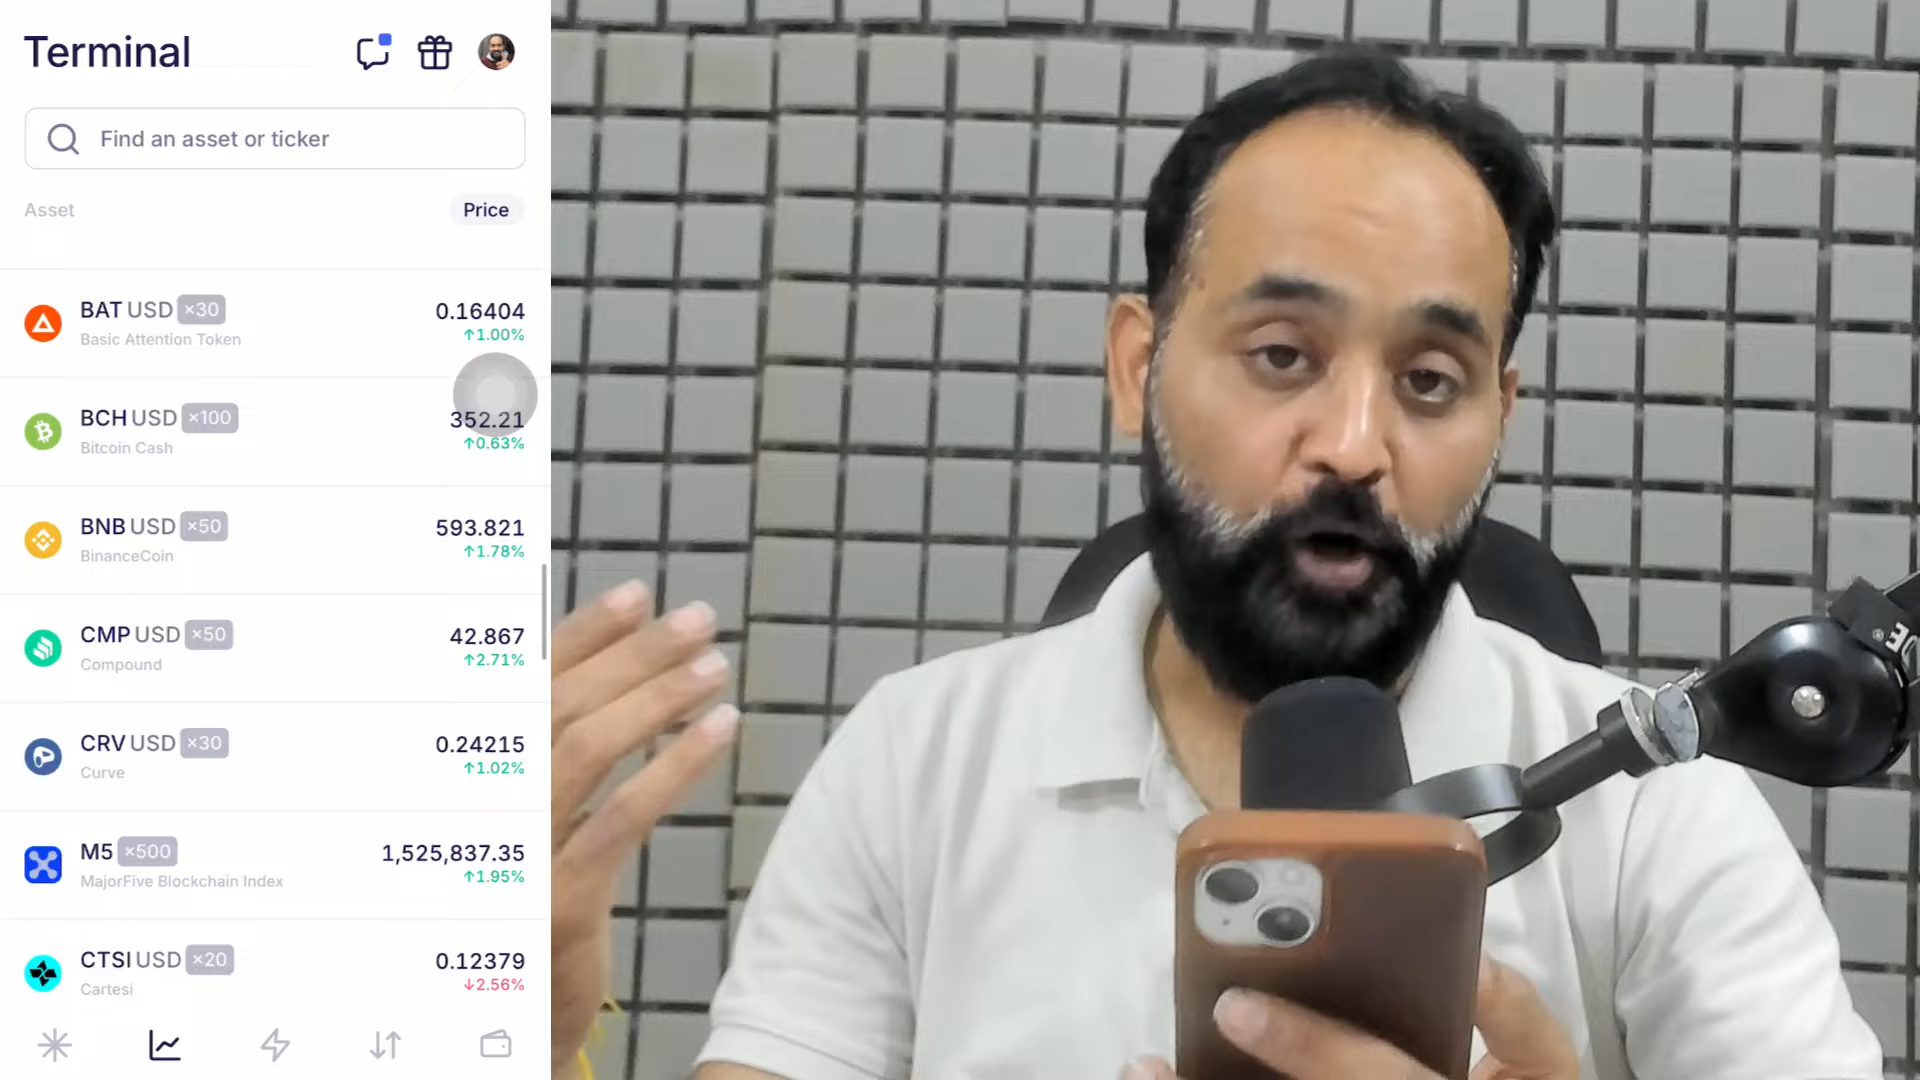 Terminal
Find an asset or ticker
Asset
Price
BAT USD ×30
0.16404
Basic Attention Token
↑1.00%
BCH USD ×100
352.21
Bitcoin Cash
↑0.63%
BNB USD ×50
593.821
BinanceCoin
↑1.78%
CMP USD ×50
42.867
Compound
↑2.71%
CRV USD ×30
0.24215
Curve
↑1.02%
M5 ×500
1,525,837.35
MajorFive Blockchain Index
↑1.95%
CTSI USD ×20
0.12379
Cartesi
↓2.56%